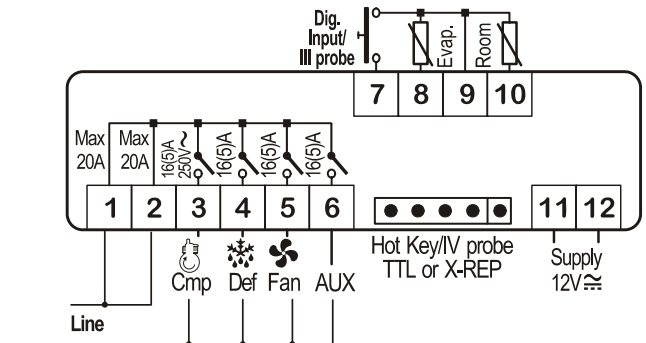 Dig.
Input/
III probe
Evap.
Room
7 8 9 10
Max
20A
Max
20A
16(5)A
250V~
16(5)A
16(5)A
16(5)A
1 2 3 4 5 6
11 12
Cmp Def Fan AUX
Hot Key/IV probe
TTL or X-REP
Supply
12V≂
Line